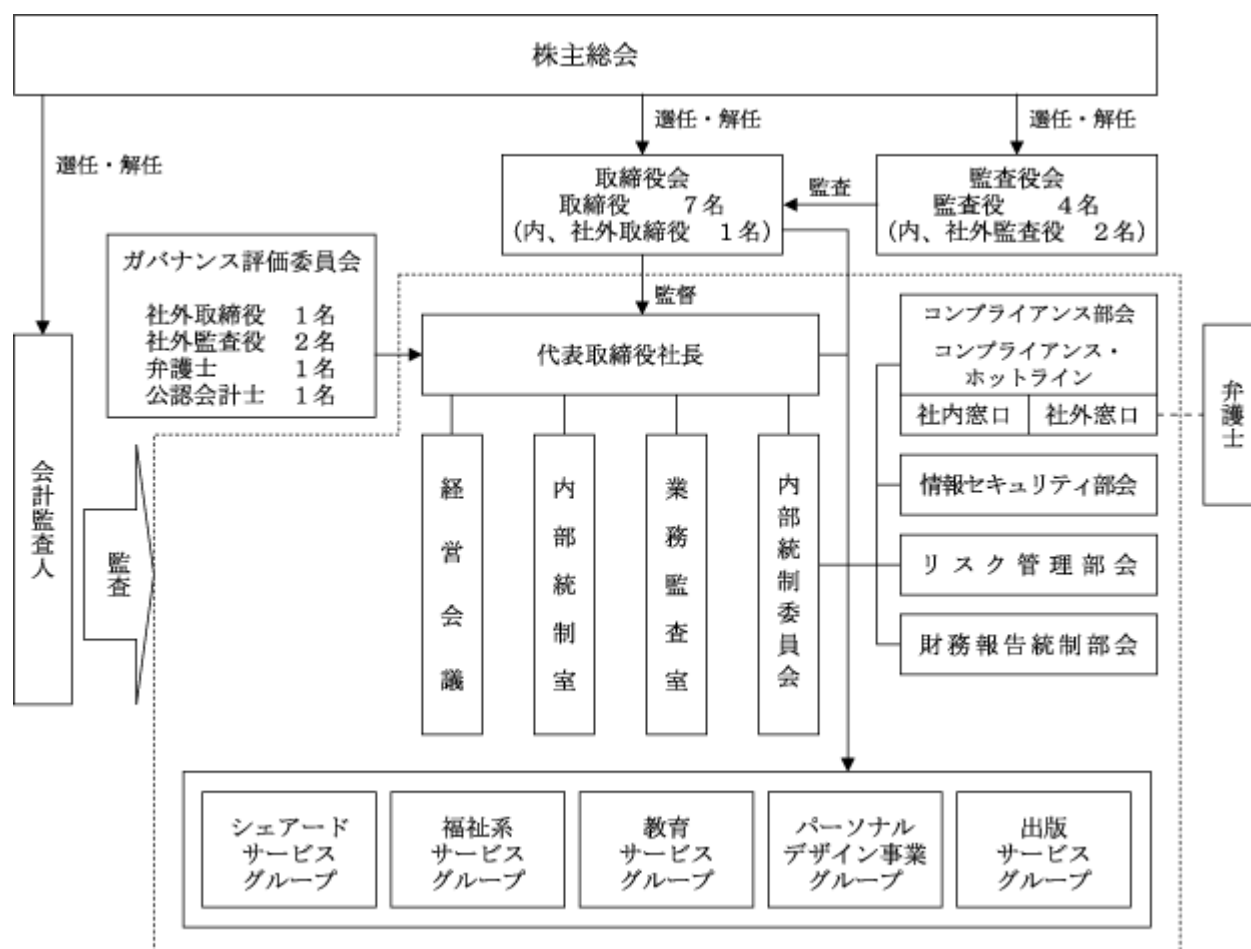 株主総会
選任・解任
選任・解任
選任・解任
取締役会
取締役　　７名
(内、社外取締役　１名)
監査
監査役会
監査役　　４名
(内、社外監査役　２名)
ガバナンス評価委員会
社外取締役　１名
社外監査役　２名
弁護士　　　１名
公認会計士　１名
監督
代表取締役社長
コンプライアンス部会
コンプライアンス・
ホットライン
社内窓口
社外窓口
弁護士
会計監査人
監査
経営会議
内部統制室
業務監査室
内部統制委員会
情報セキュリティ部会
リスク管理部会
財務報告統制部会
シェアード
サービス
グループ
福祉系
サービス
グループ
教育
サービス
グループ
パーソナル
デザイン事業
グループ
出版
サービス
グループ